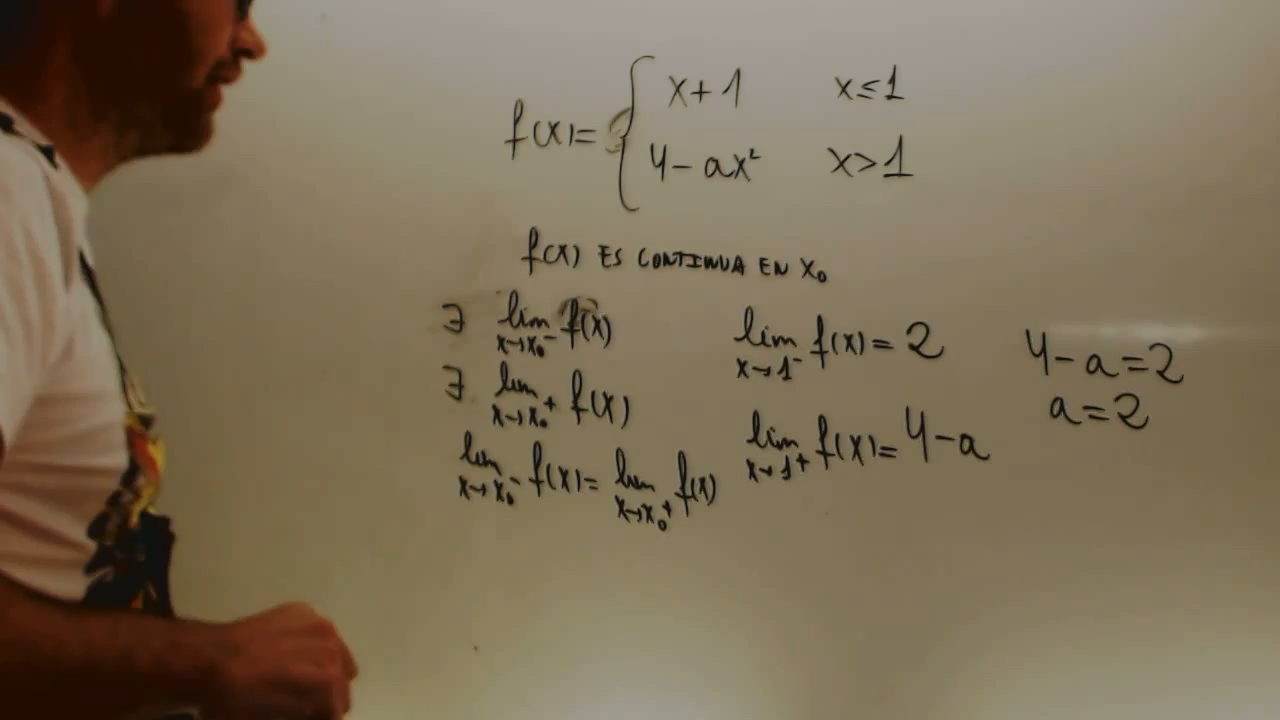 f(x)= { x+1 x≤1
4-ax² x>1
f(x) ES CONTINUA EN x₀
∃ lim x→x₀⁻ f(x)
∃ lim x→x₀⁺ f(x)
lim x→x₀⁻ f(x)= lim x→x₀⁺ f(x)
lim x→1⁻ f(x)=2
lim x→1⁺ f(x)=4-a
4-a=2
a=2